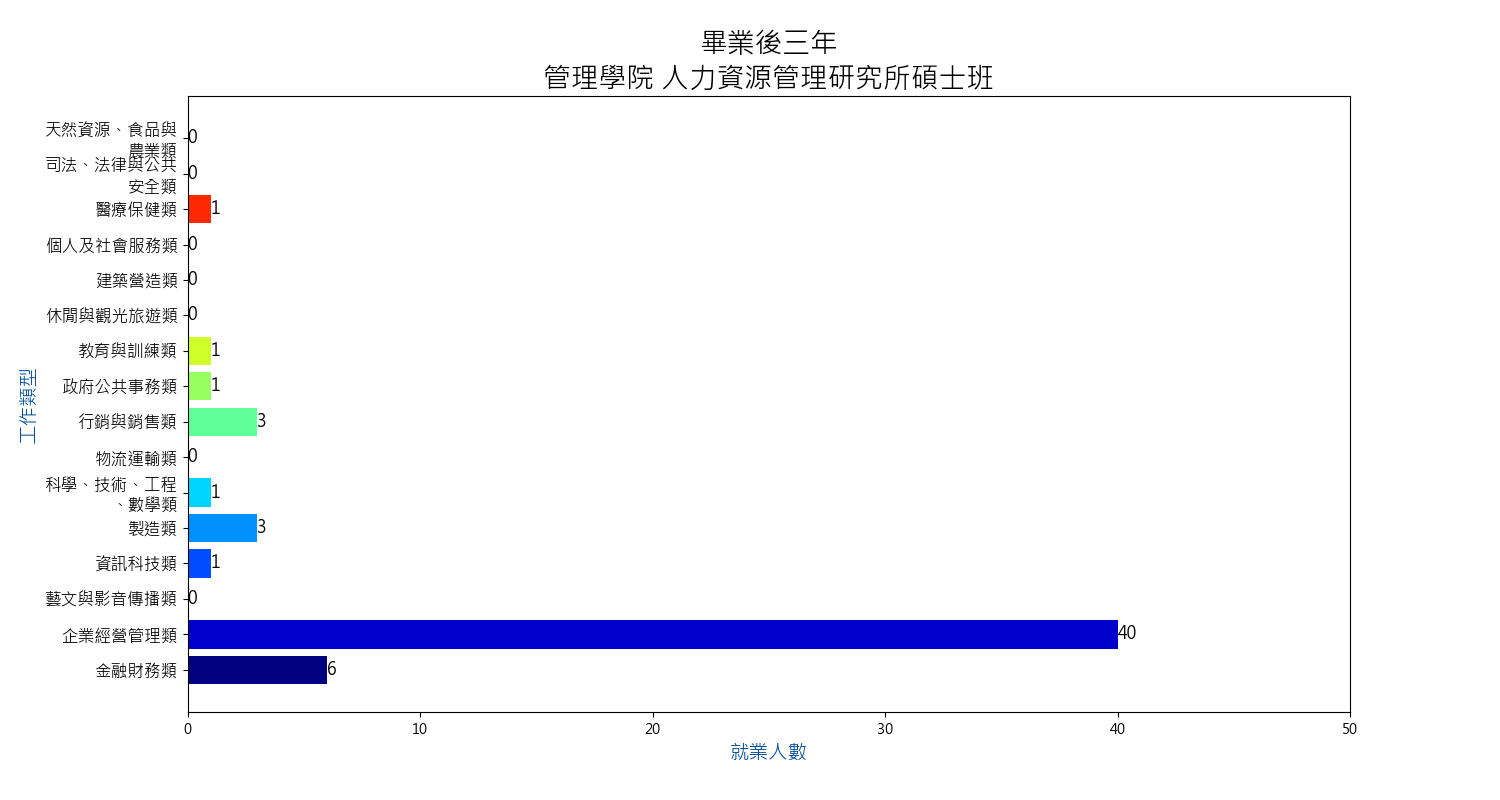 畢業後三年
管理學院 人力資源管理研究所碩士班
天然資源、食品與
農業類
0
司法、法律與公共
安全類
0
醫療保健類
1
個人及社會服務類
0
建築營造類
0
休閒與觀光旅遊類
0
教育與訓練類
1
政府公共事務類
1
行銷與銷售類
3
物流運輸類
0
科學、技術、工程
、數學類
1
製造類
3
資訊科技類
1
藝文與影音傳播類
0
企業經營管理類
40
金融財務類
6
工作類型
0
10
20
30
40
50
就業人數